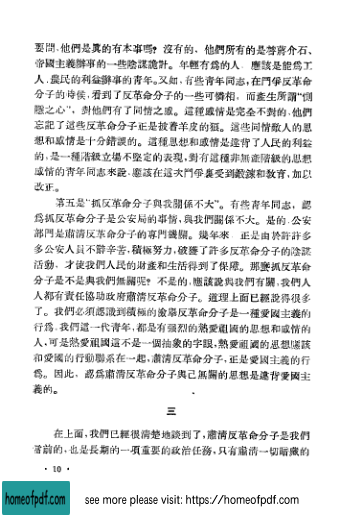 要問,他們是眞的有本事嗎?沒有的,他們所有的是替蔣介石、
帝國主義辦事的一些陰謀詭計。年輕有爲的人,應該是能爲工
人、農民的利益辦事的青年。又如,有些青年同志,在鬥爭反革命
分子的時候,看到了反革命分子的一些可憐相,而產生所謂“惻
隱之心”,對他們有了同情之感。這種感情是完全不對的,他們
忘記了這些反革命分子正是披着羊皮的狼。這些同情敵人的思
想和感情是十分錯誤的。這種思想和感情是違背了人民的利益
的,是一種階級立場不堅定的表現,對有這種非無產階級的思想
感情的青年同志來說,應該在這次鬥爭裏受到鍛鍊和教育,加以
改正。
第五是“抓反革命分子與我關係不大”。有些青年同志,認
爲抓反革命分子是公安局的事情,與我們關係不大。是的,公安
部門是肅清反革命分子的專門機關。幾年來,正是由於許許多
多公安人員不辭辛苦,積極努力,破獲了許多反革命分子的陰謀
活動,才使我們人民的財產和生活得到了保障。那麼抓反革命
分子是不是與我們無關呢?不是的,應該說與我們有關,我們人
人都有責任協助政府肅清反革命分子。道理上面已經說得很多
了。我們必須認識到積極的檢舉反革命分子是一種愛國主義的
行爲,我們這一代青年,都是有强烈的熱愛祖國的思想和感情的
人,可是熱愛祖國這不是一個抽象的字眼,熱愛祖國的思想應該
和愛國的行動聯系在一起,肅清反革命分子,正是愛國主義的行
爲。因此,認爲肅清反革命分子與己無關的思想是違背愛國主
義的。
三
在上面,我們已經很清楚地談到了,肅清反革命分子是我們
當前的,也是長期的一項重要的政治任務,只有肅清一切暗藏的
· 10 ·
homeofpdf.com
see more please visit: https://homeofpdf.com